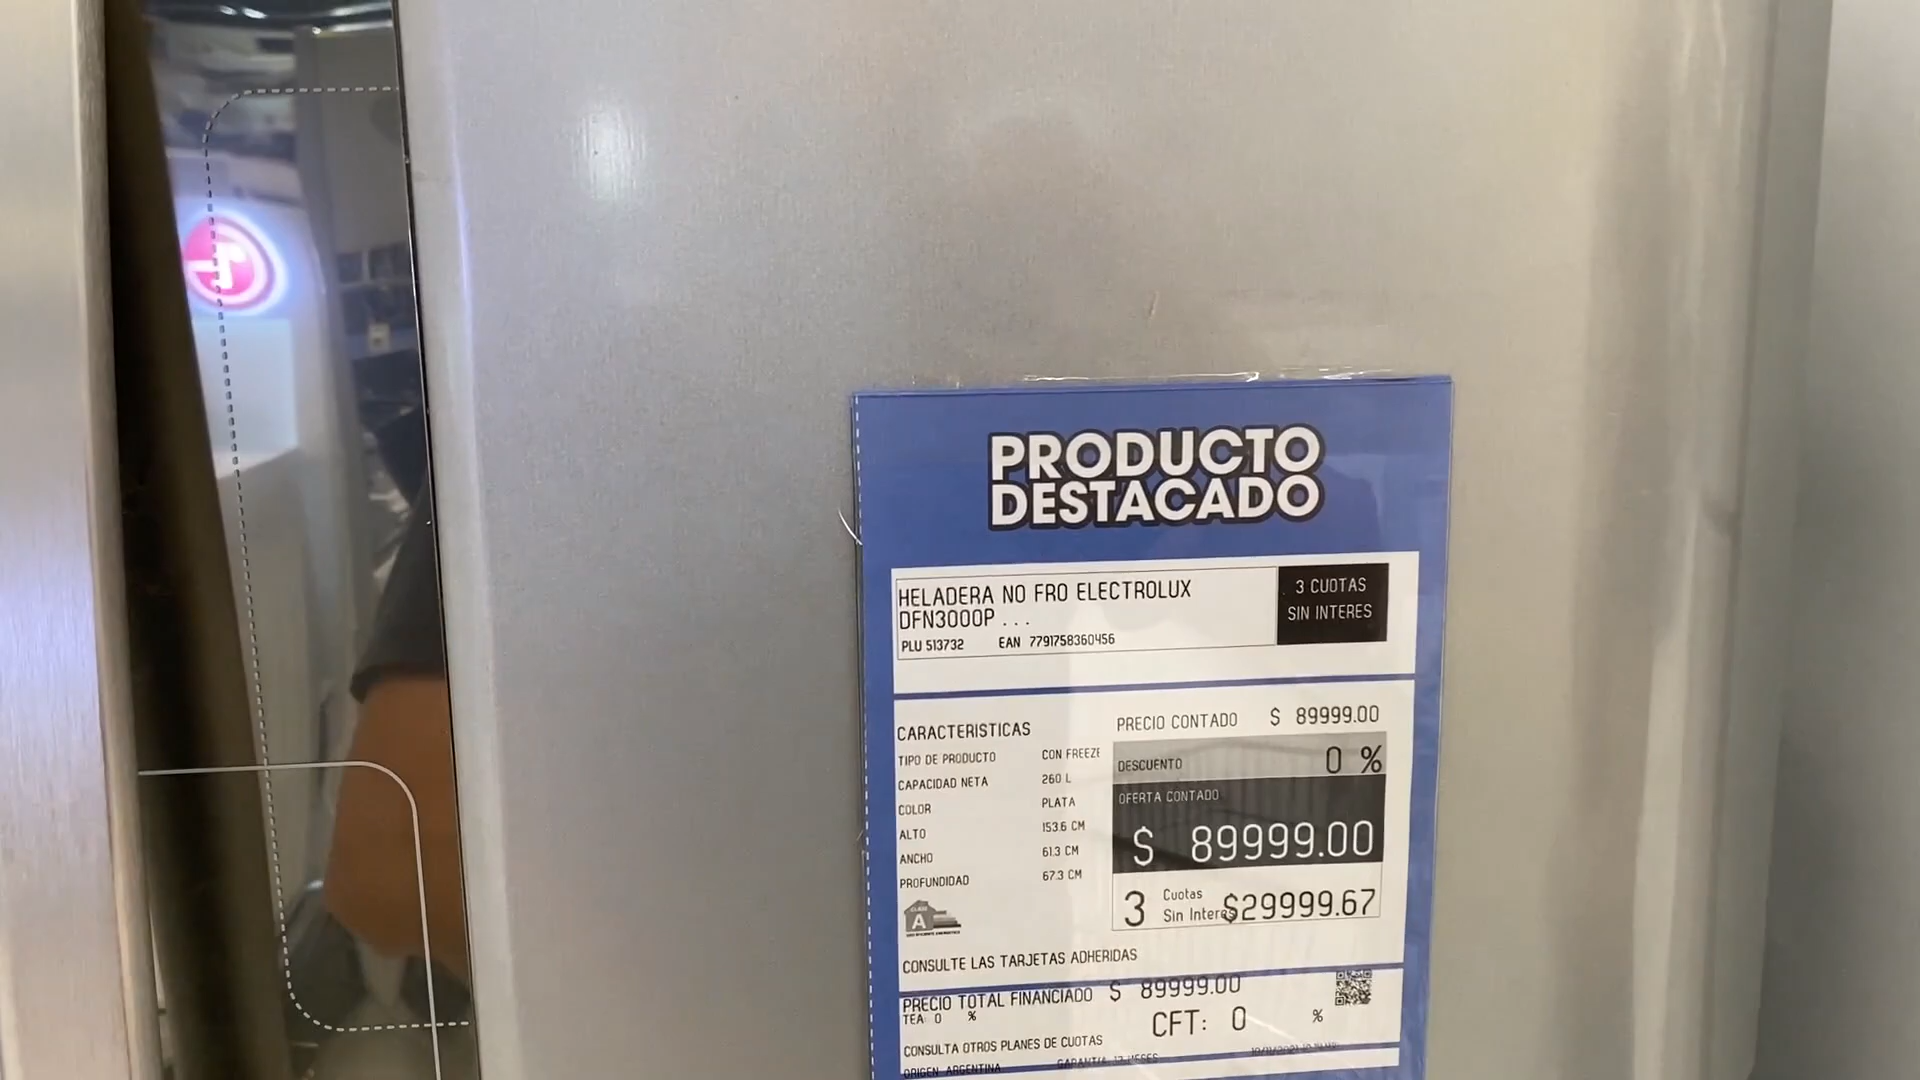 PRODUCTO
DESTACADO
HELADERA NO FRO ELECTROLUX
DFN3000P ...
PLU 513732 EAN 7791758360456
3 CUOTAS
SIN INTERES
CARACTERISTICAS
TIPO DE PRODUCTO CON FREEZE
CAPACIDAD NETA 260 L
COLOR PLATA
ALTO 153.6 CM
ANCHO 61.3 CM
PROFUNDIDAD 67.3 CM
A
PRECIO CONTADO $ 89999.00
DESCUENTO 0 %
OFERTA CONTADO
$ 89999.00
3 Cuotas
Sin Interes $29999.67
CONSULTE LAS TARJETAS ADHERIDAS
PRECIO TOTAL FINANCIADO $ 89999.00
TEA: 0 % CFT: 0 %
CONSULTA OTROS PLANES DE CUOTAS
ORIGEN ARGENTINA GARANTIA 12 MESES